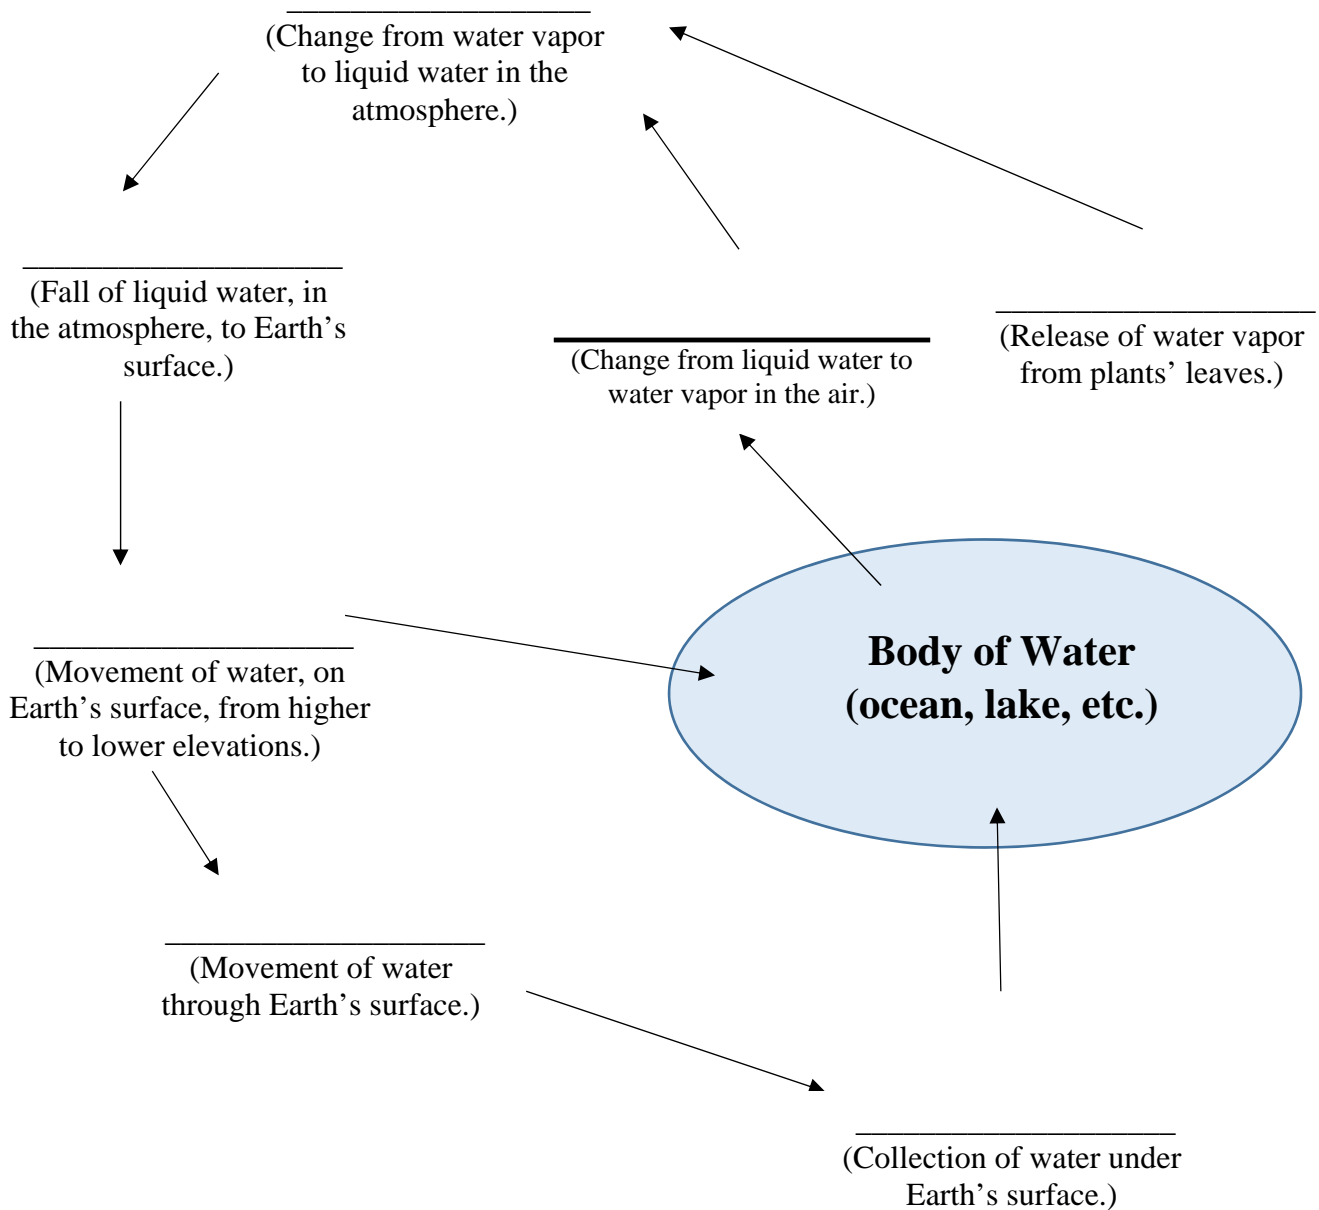 (Change from water vapor
to liquid water in the
atmosphere.)
(Fall of liquid water, in
the atmosphere, to Earth’s
surface.)
(Change from liquid water to
water vapor in the air.)
(Release of water vapor
from plants’ leaves.)
(Movement of water, on
Earth’s surface, from higher
to lower elevations.)
Body of Water
(ocean, lake, etc.)
(Movement of water
through Earth’s surface.)
(Collection of water under
Earth’s surface.)